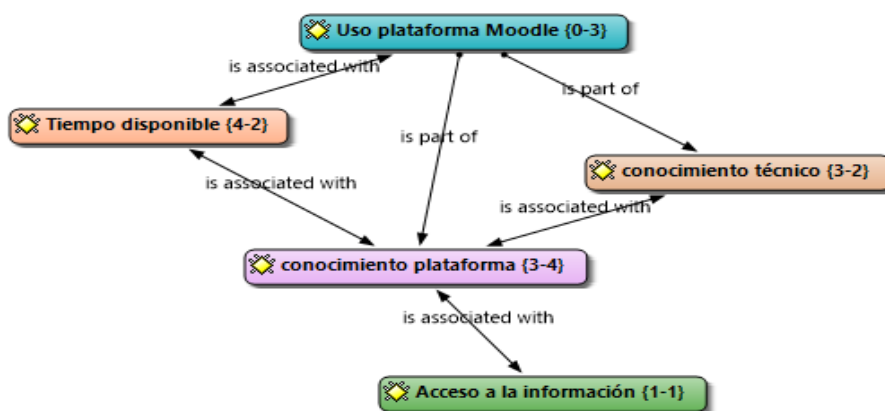 Uso plataforma Moodle {0-3}
is associated with
is part of
Tiempo disponible {4-2}
is part of
conocimiento técnico {3-2}
is associated with
is associated with
conocimiento plataforma {3-4}
is associated with
Acceso a la información {1-1}